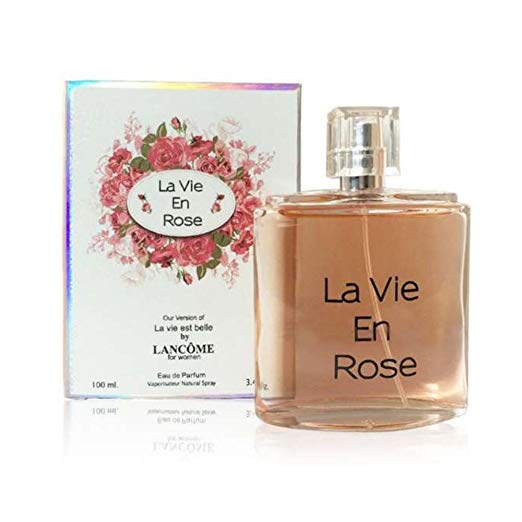 La Vie
En
Rose
Our Version of
La vie est belle
by
LANCÔME
for women
Eau de Parfum
100 ml.
Vaporisateur Natural Spray
La Vie
En
Rose